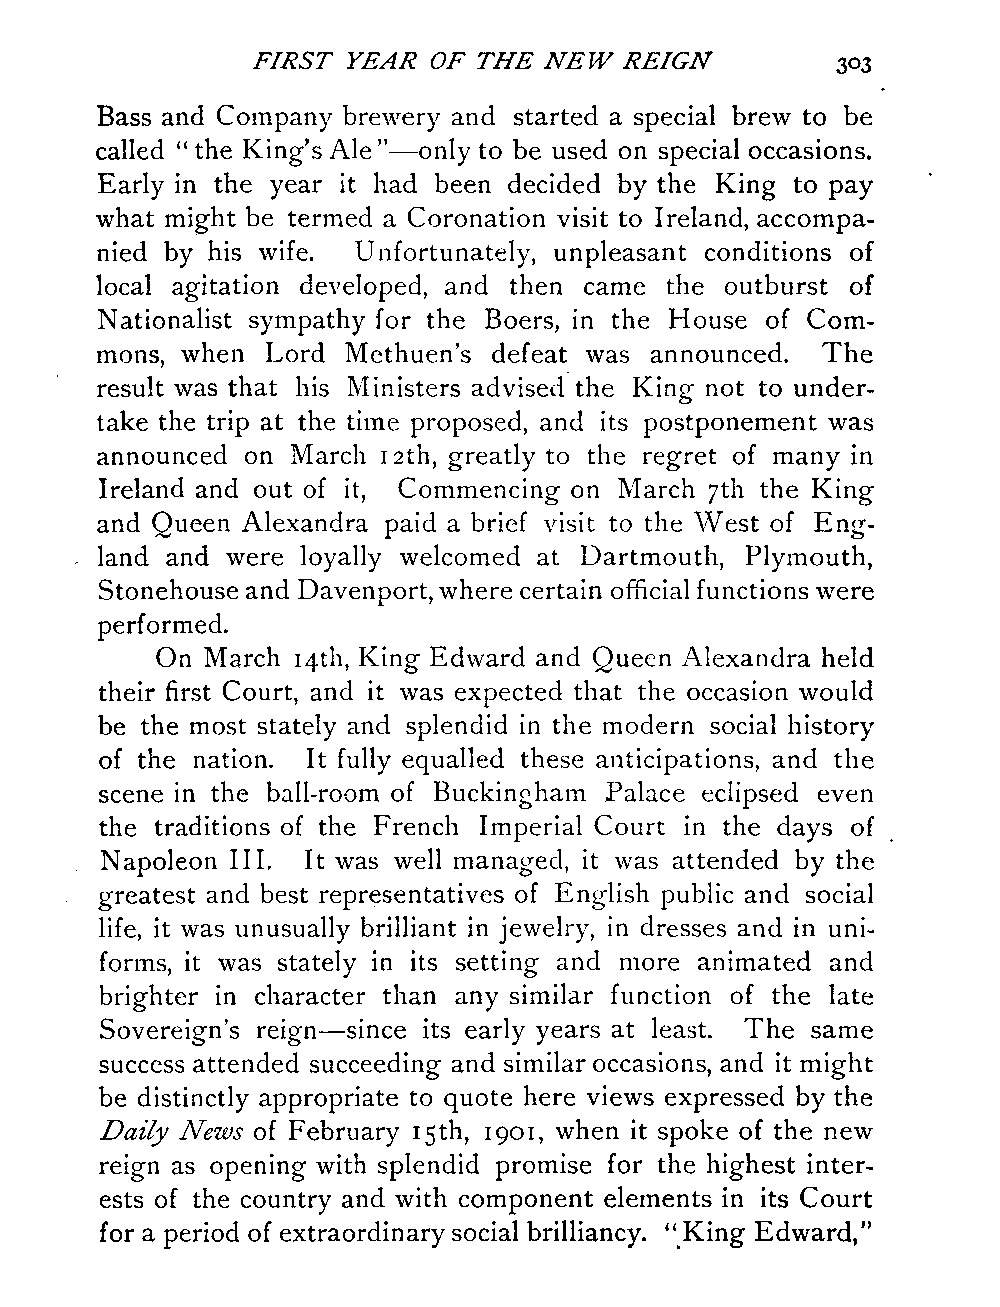 FIRST YEAR OF THE NEW REIGN 303
Bass and Company brewery and started a special brew to be
called "the King's Ale"—only to be used on special occasions.
Early in the year it had been decided by the King to pay
what might be termed a Coronation visit to Ireland, accompa-
nied by his wife. Unfortunately, unpleasant conditions of
local agitation developed, and then came the outburst of
Nationalist sympathy for the Boers, in the House of Com-
mons, when Lord Methuen's defeat was announced. The
result was that his Ministers advised the King not to under-
take the trip at the time proposed, and its postponement was
announced on March 12th, greatly to the regret of many in
Ireland and out of it, Commencing on March 7th the King
and Queen Alexandra paid a brief visit to the West of Eng-
land and were loyally welcomed at Dartmouth, Plymouth,
Stonehouse and Davenport, where certain official functions were
performed.
On March 14th, King Edward and Queen Alexandra held
their first Court, and it was expected that the occasion would
be the most stately and splendid in the modern social history
of the nation. It fully equalled these anticipations, and the
scene in the ball-room of Buckingham Palace eclipsed even
the traditions of the French Imperial Court in the days of
Napoleon III. It was well managed, it was attended by the
greatest and best representatives of English public and social
life, it was unusually brilliant in jewelry, in dresses and in uni-
forms, it was stately in its setting and more animated and
brighter in character than any similar function of the late
Sovereign's reign—since its early years at least. The same
success attended succeeding and similar occasions, and it might
be distinctly appropriate to quote here views expressed by the
Daily News of February 15th, 1901, when it spoke of the new
reign as opening with splendid promise for the highest inter-
ests of the country and with component elements in its Court
for a period of extraordinary social brilliancy. "King Edward,"